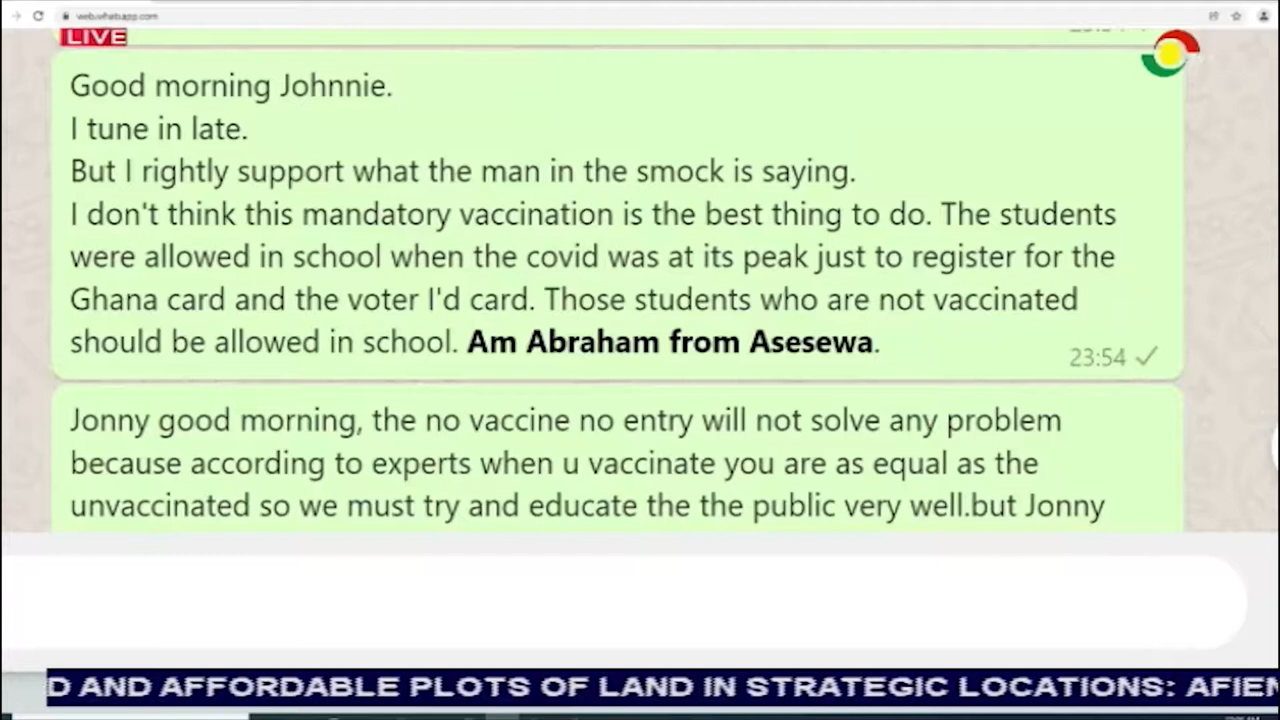 web.whatsapp.com
LIVE
Good morning Johnnie.
I tune in late.
But I rightly support what the man in the smock is saying.
I don't think this mandatory vaccination is the best thing to do. The students
were allowed in school when the covid was at its peak just to register for the
Ghana card and the voter I'd card. Those students who are not vaccinated
should be allowed in school. Am Abraham from Asesewa.
23:54
Jonny good morning, the no vaccine no entry will not solve any problem
because according to experts when u vaccinate you are as equal as the
unvaccinated so we must try and educate the the public very well.but Jonny
D AND AFFORDABLE PLOTS OF LAND IN STRATEGIC LOCATIONS: AFIEN